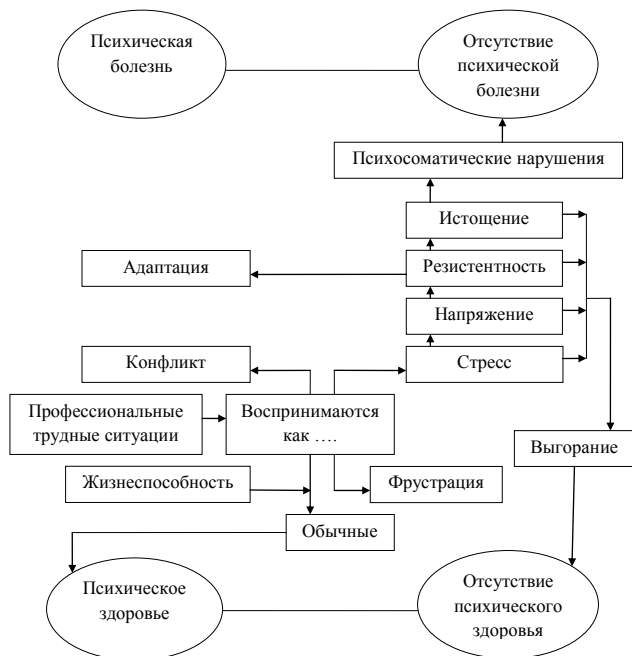 Психическая
болезнь
Отсутствие
психической
болезни
Психосоматические нарушения
Истощение
Адаптация
Резистентность
Напряжение
Конфликт
Стресс
Профессиональные
трудные ситуации
Воспринимаются
как ….
Выгорание
Жизнеспособность
Фрустрация
Обычные
Психическое
здоровье
Отсутствие
психического
здоровья